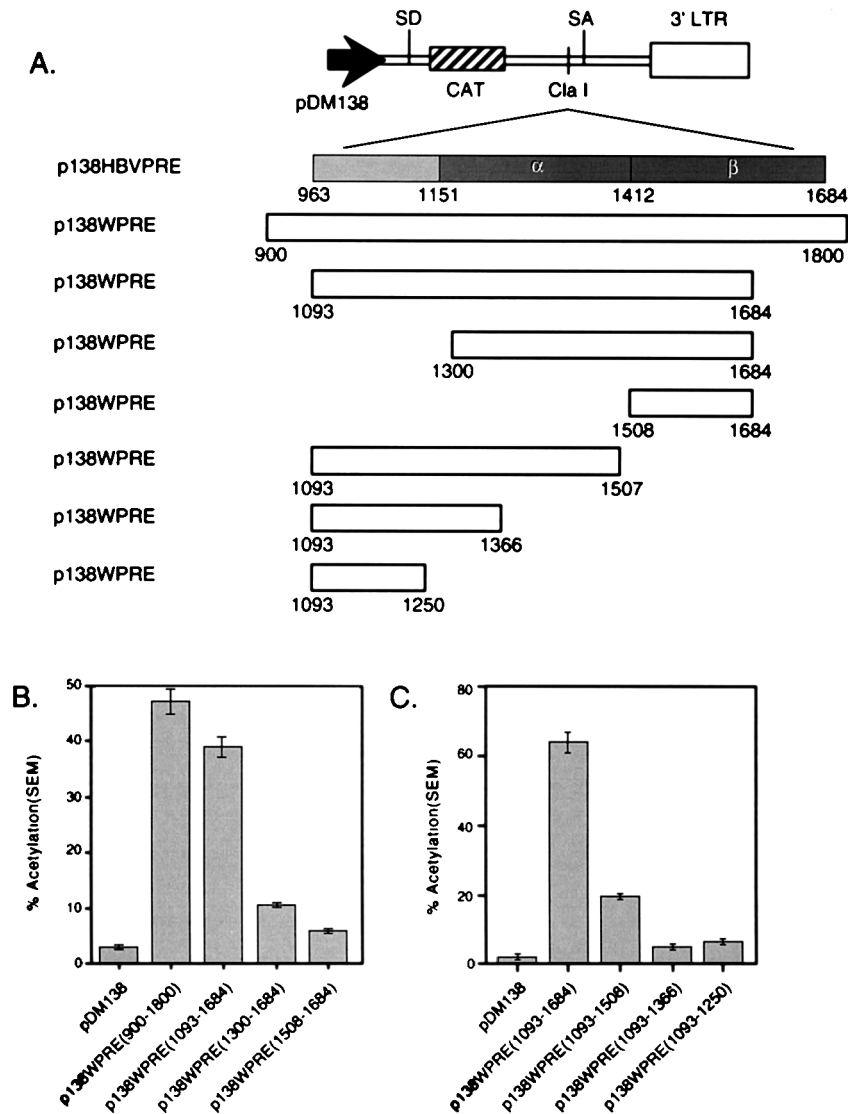 A.
SD SA 3' LTR
pDM138 CAT Cla I
p138HBVPRE α β
963 1151 1412 1684
p138WPRE
900 1800
p138WPRE
1093 1684
p138WPRE
1300 1684
p138WPRE
1508 1684
p138WPRE
1093 1507
p138WPRE
1093 1366
p138WPRE
1093 1250
B.
% Acetylation(SEM)
50
40
30
20
10
0
pDM138
p138WPRE(900-1800)
p138WPRE(1093-1684)
p138WPRE(1300-1684)
p138WPRE(1508-1684)
C.
% Acetylation(SEM)
80
60
40
20
0
pDM138
p138WPRE(1093-1684)
p138WPRE(1093-1508)
p138WPRE(1093-1366)
p138WPRE(1093-1250)